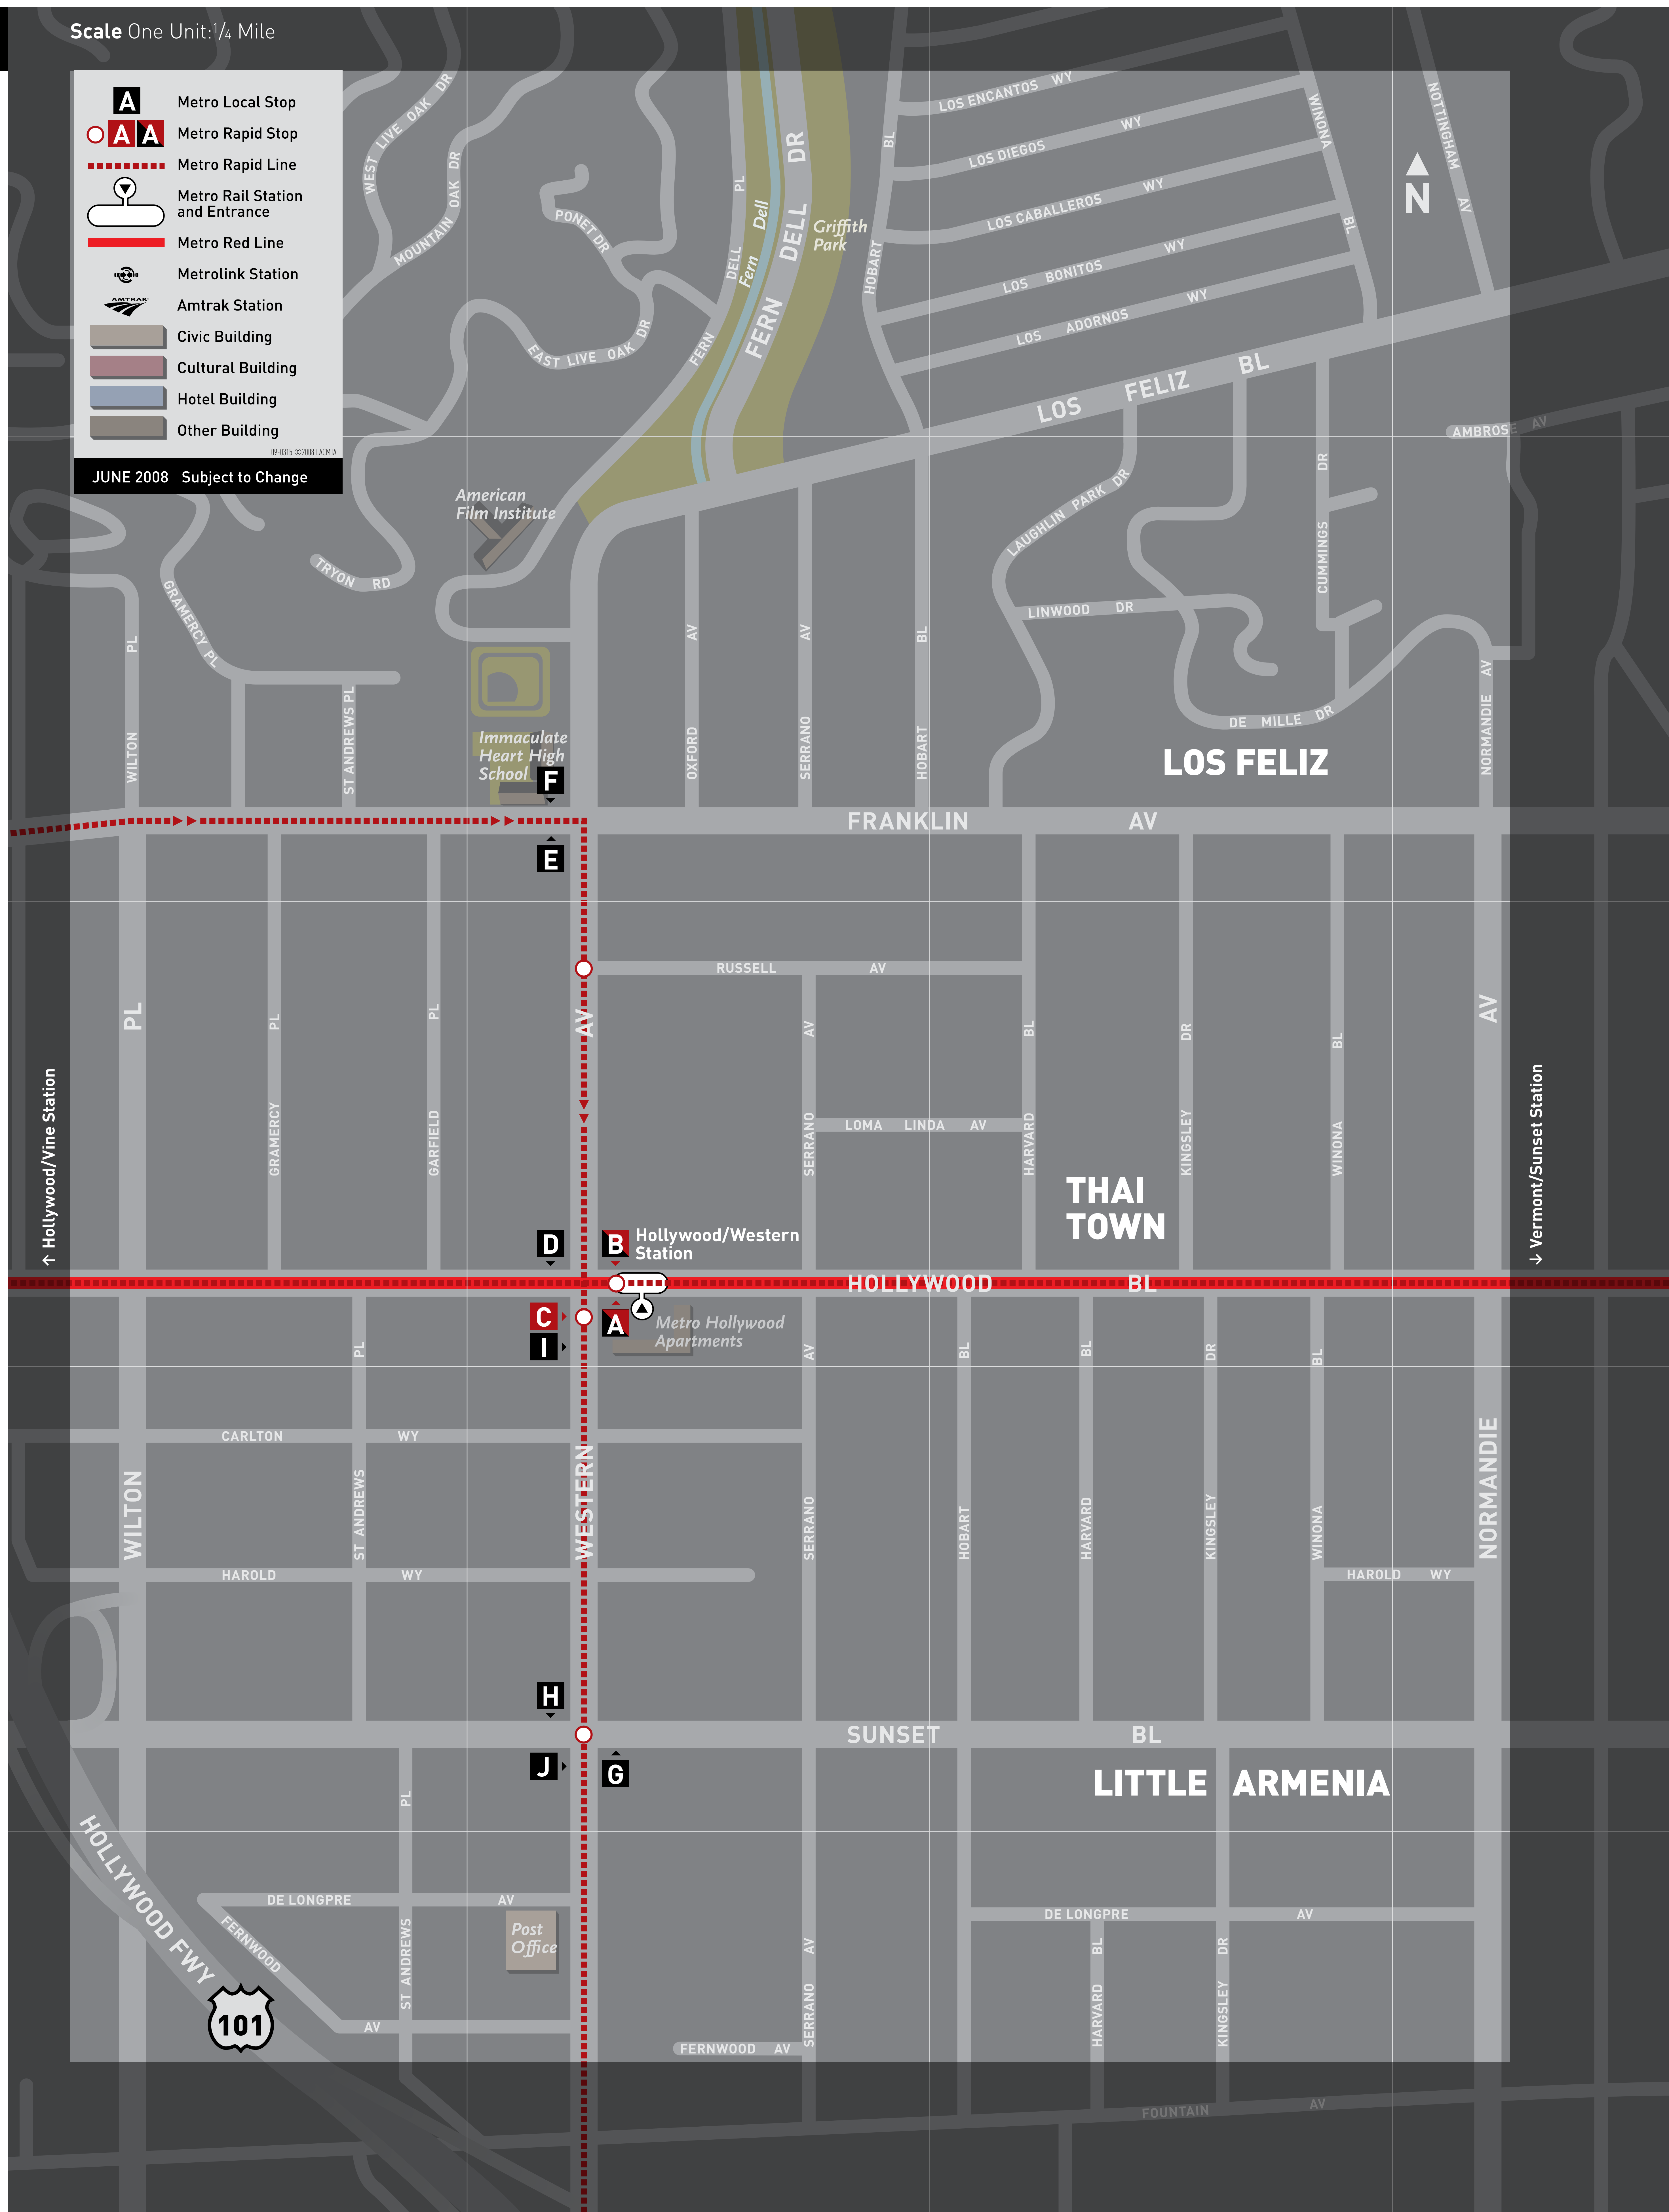 Scale One Unit: 1/4 Mile
A Metro Local Stop
A A Metro Rapid Stop
Metro Rapid Line
Metro Rail Station
and Entrance
Metro Red Line
Metrolink Station
AMTRAK Amtrak Station
Civic Building
Cultural Building
Hotel Building
Other Building
09-0315 ©2008 LACMTA
JUNE 2008 Subject to Change
N
WEST LIVE OAK DR
MOUNTAIN OAK DR
PONET DR
EAST LIVE OAK DR
FERN DELL PL
Fern Dell
FERN DELL DR
Griffith
Park
HOBART BL
LOS ENCANTOS WY
LOS DIEGOS WY
LOS CABALLEROS WY
LOS BONITOS WY
LOS ADORNOS WY
WINONA BL
NOTTINGHAM AV
LOS FELIZ BL
AMBROSE AV
American
Film Institute
TRYON RD
GRAMERCY PL
WILTON PL
ST ANDREWS PL
Immaculate
Heart High
School
F
OXFORD AV
SERRANO AV
HOBART BL
LAUGHLIN PARK DR
LINWOOD DR
CUMMINGS DR
DE MILLE DR
NORMANDIE AV
LOS FELIZ
FRANKLIN AV
E
RUSSELL AV
WILTON PL
GRAMERCY PL
GARFIELD PL
WESTERN AV
SERRANO AV
LOMA LINDA AV
HARVARD BL
KINGSLEY DR
WINONA BL
NORMANDIE AV
← Hollywood/Vine Station
↓ Vermont/Sunset Station
THAI
TOWN
D
B
Hollywood/Western
Station
HOLLYWOOD BL
C
A
I
Metro Hollywood
Apartments
ST ANDREWS PL
SERRANO AV
HOBART BL
HARVARD BL
KINGSLEY DR
WINONA BL
CARLTON WY
HAROLD WY
HAROLD WY
H
SUNSET BL
J
G
LITTLE ARMENIA
HOLLYWOOD FWY
101
ST ANDREWS PL
DE LONGPRE AV
FERNWOOD AV
Post
Office
SERRANO AV
FERNWOOD AV
DE LONGPRE AV
HARVARD BL
KINGSLEY DR
FOUNTAIN AV